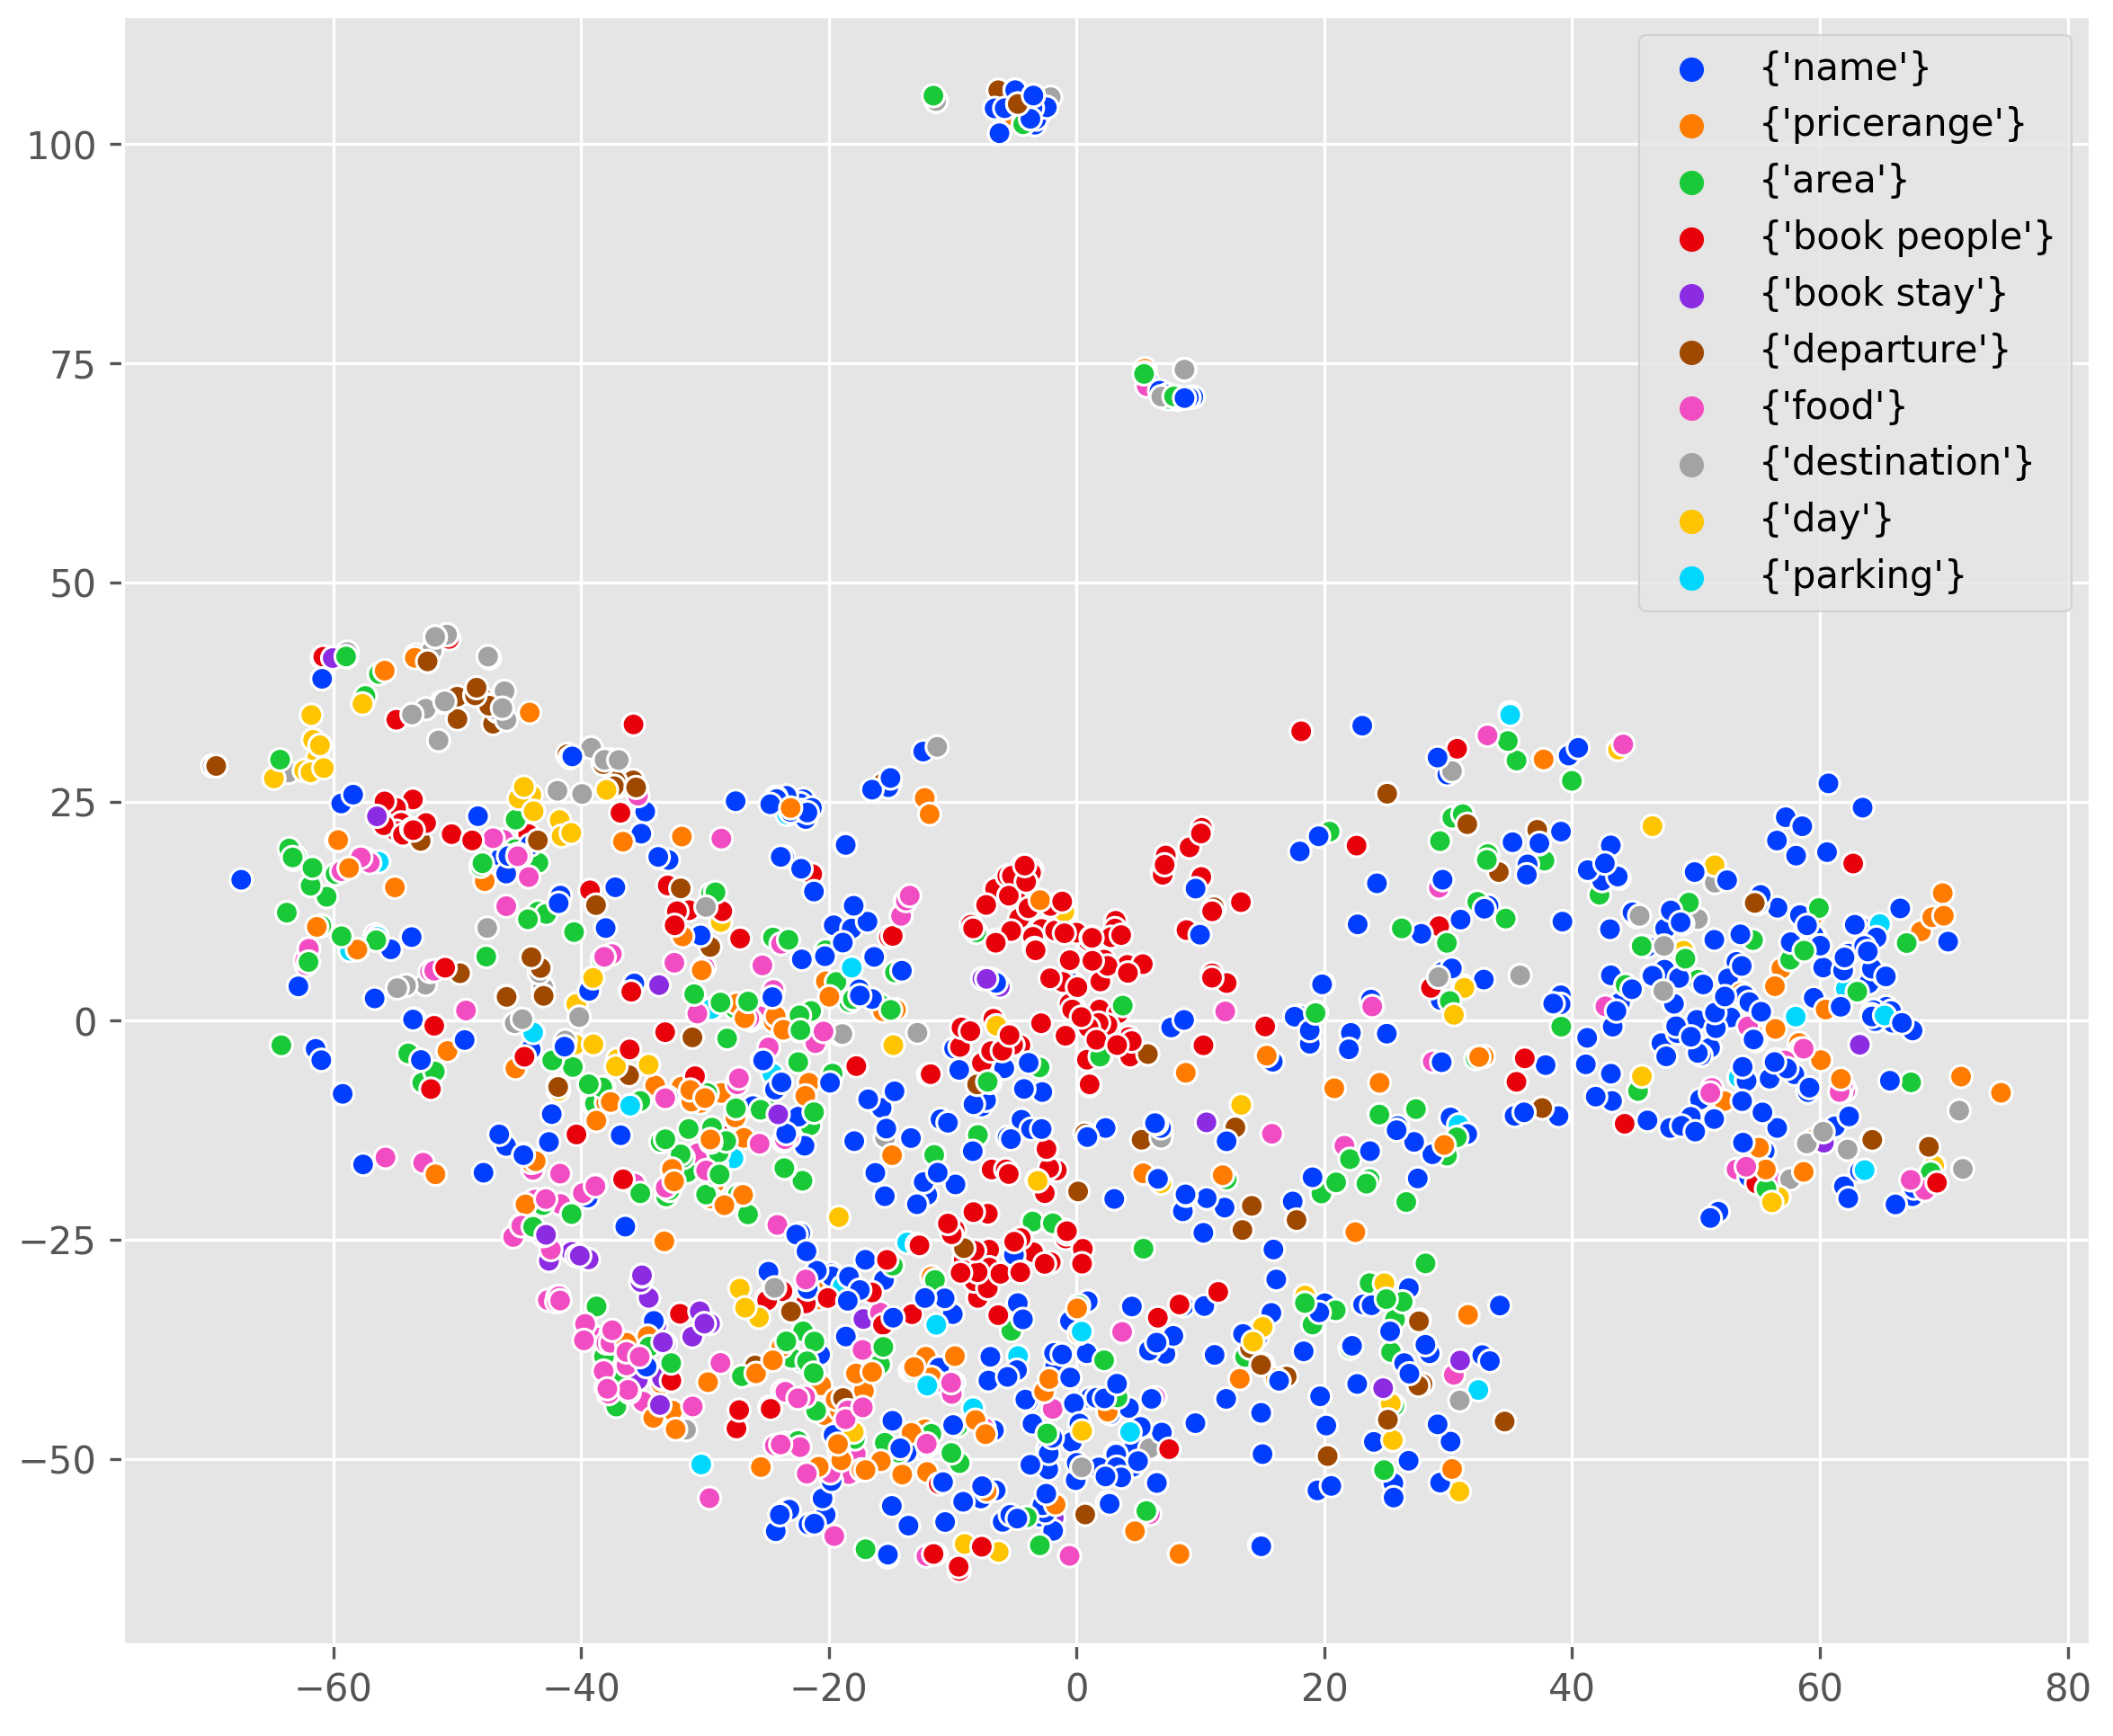 {'name'}
{'pricerange'}
{'area'}
{'book people'}
{'book stay'}
{'departure'}
{'food'}
{'destination'}
{'day'}
{'parking'}
100
75
50
25
0
−25
−50
−60
−40
−20
0
20
40
60
80